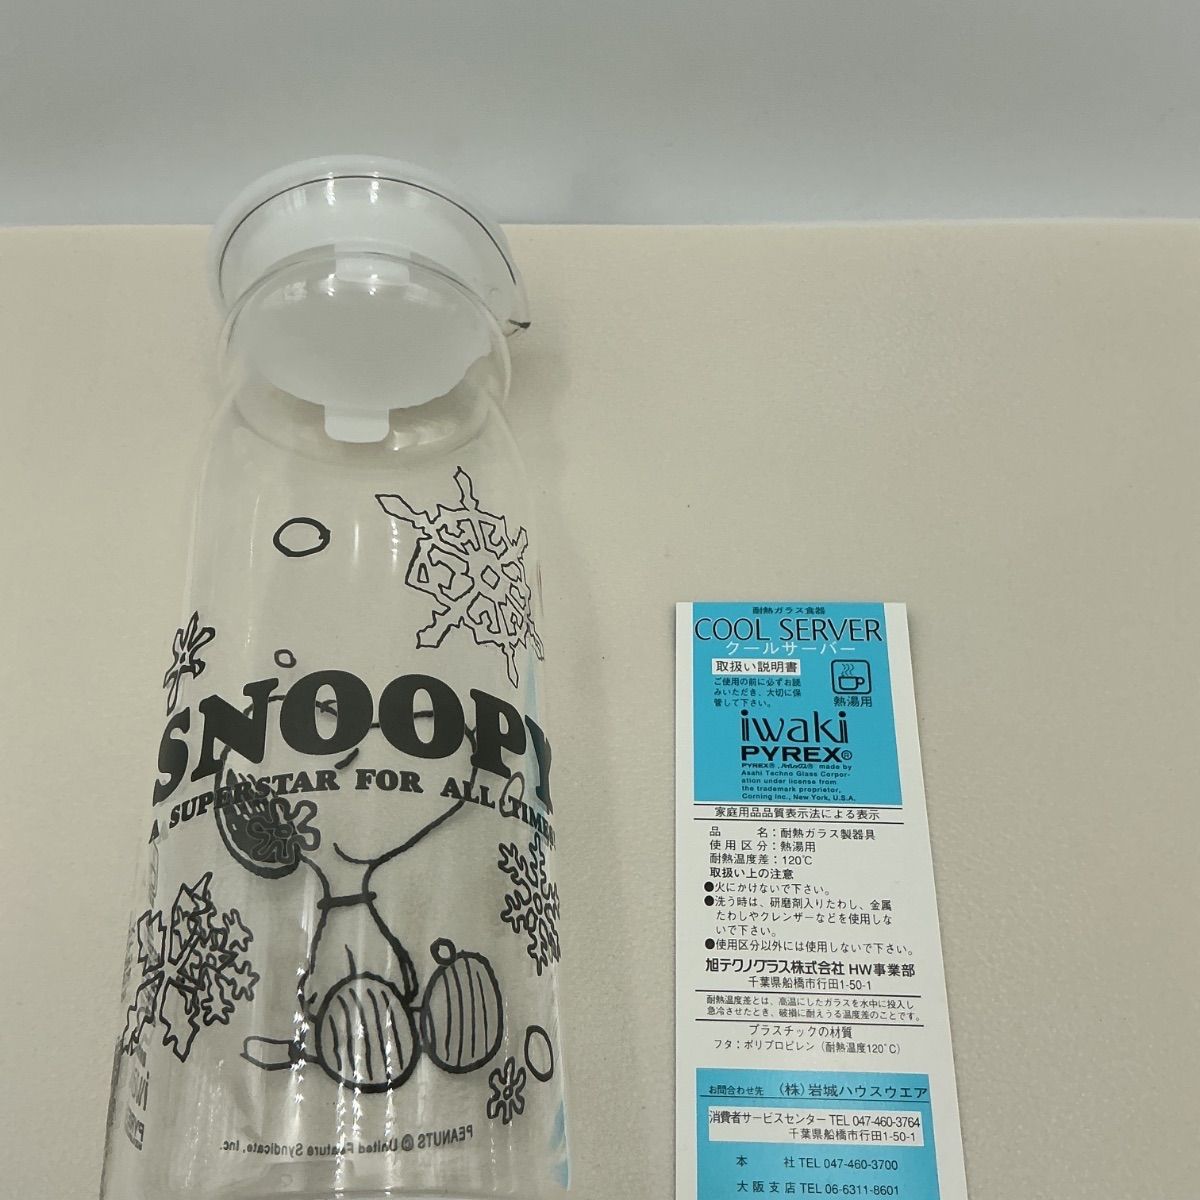 SNOOPY
A SUPERSTAR FOR ALL TIMES
PEANUTS © United Feature Syndicate, Inc.
耐熱ガラス食器
COOL SERVER
クールサーバー
取扱い説明書
ご使用の前に必ずお読
みいただき、大切に保
管して下さい。
熱湯用
iwaki
PYREX®
PYREX®,パイレックス® made by
Asahi Techno Glass Corpor-
ation under license from
the trademark proprietor,
Corning Inc., New York, U.S.A.
家庭用品品質表示法による表示
品名:耐熱ガラス製器具
使用区分:熱湯用
耐熱温度差:120℃
取扱い上の注意
●火にかけないで下さい。
●洗う時は、研磨剤入りたわし、金属
たわしやクレンザーなどを使用しな
いで下さい。
●使用区分以外には使用しないで下さい。
旭テクノグラス株式会社 HW事業部
千葉県船橋市行田1-50-1
耐熱温度差とは、高温にしたガラスを水中に投入し
急冷させたとき、破損に耐えうる温度差のことです。
プラスチックの材質
フタ:ポリプロピレン(耐熱温度120℃)
お問合わせ先 (株)岩城ハウスウエア
消費者サービスセンター TEL 047-460-3764
千葉県船橋市行田1-50-1
本社 TEL 047-460-3700
大阪支店 TEL 06-6311-8601